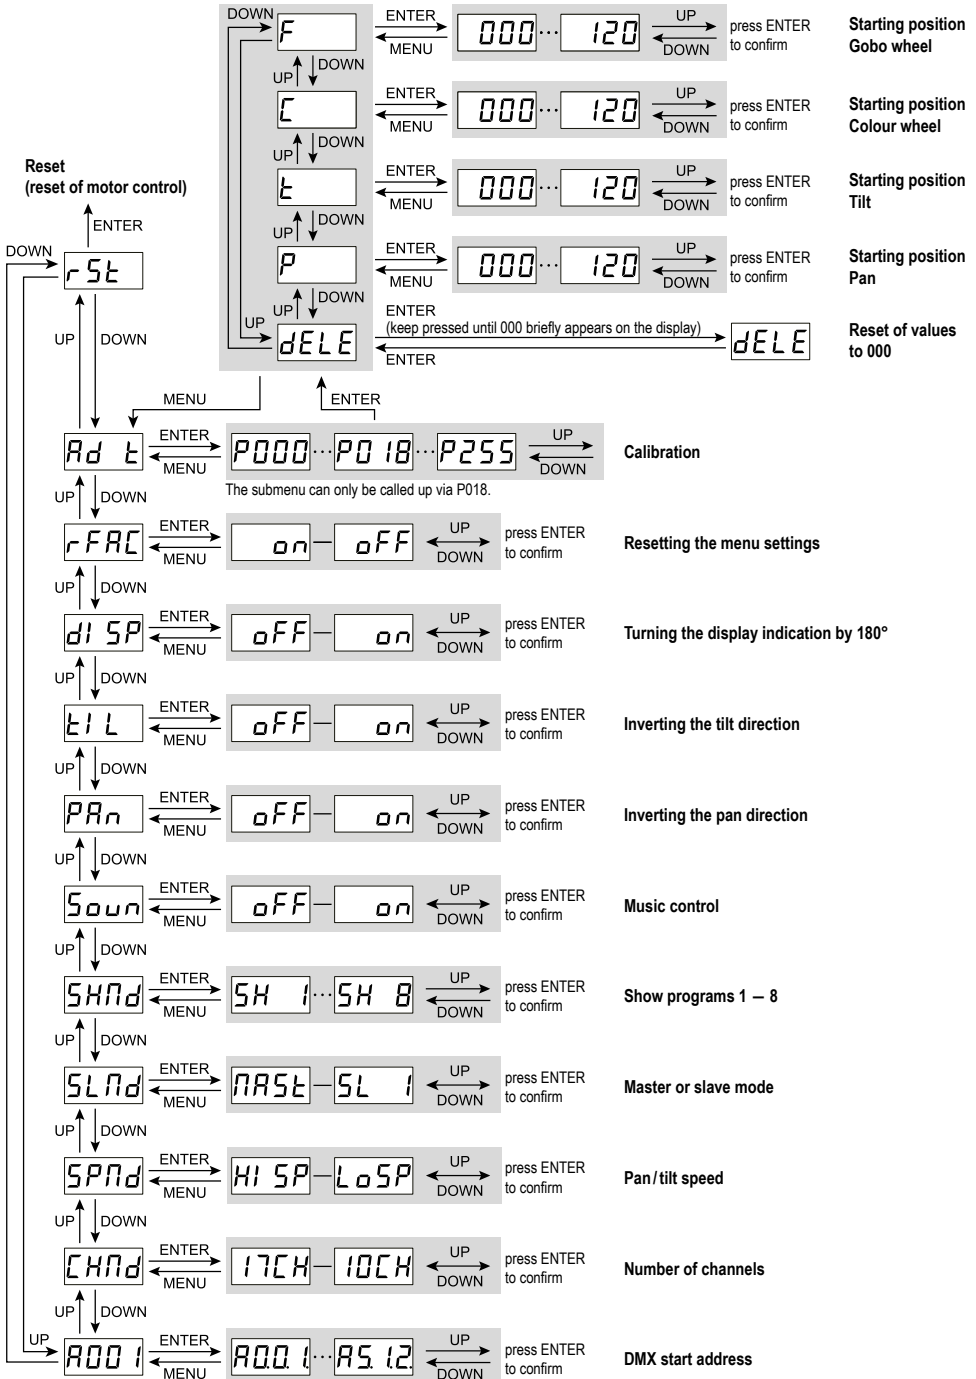 DOWN
F
ENTER
MENU
000 ... 120
UP
DOWN
press ENTER
to confirm
Starting position
Gobo wheel
UP
DOWN
C
ENTER
MENU
000 ... 120
UP
DOWN
press ENTER
to confirm
Starting position
Colour wheel
UP
DOWN
t
ENTER
MENU
000 ... 120
UP
DOWN
press ENTER
to confirm
Starting position
Tilt
UP
DOWN
P
ENTER
MENU
000 ... 120
UP
DOWN
press ENTER
to confirm
Starting position
Pan
UP
DOWN
UP
dELE
ENTER
(keep pressed until 000 briefly appears on the display)
ENTER
dELE
Reset of values
to 000
Reset
(reset of motor control)
ENTER
DOWN
rSt
UP
DOWN
MENU
ENTER
Ad t
ENTER
MENU
P000 ... P018 ... P255
UP
DOWN
Calibration
The submenu can only be called up via P018.
UP
DOWN
rFAC
ENTER
MENU
on — oFF
UP
DOWN
press ENTER
to confirm
Resetting the menu settings
UP
DOWN
dI SP
ENTER
MENU
oFF — on
UP
DOWN
press ENTER
to confirm
Turning the display indication by 180°
UP
DOWN
tI L
ENTER
MENU
oFF — on
UP
DOWN
press ENTER
to confirm
Inverting the tilt direction
UP
DOWN
PAn
ENTER
MENU
oFF — on
UP
DOWN
press ENTER
to confirm
Inverting the pan direction
UP
DOWN
Soun
ENTER
MENU
oFF — on
UP
DOWN
press ENTER
to confirm
Music control
UP
DOWN
SHMd
ENTER
MENU
SH 1 ... SH 8
UP
DOWN
press ENTER
to confirm
Show programs 1 – 8
UP
DOWN
SLMd
ENTER
MENU
MASt — SL 1
UP
DOWN
press ENTER
to confirm
Master or slave mode
UP
DOWN
SPMd
ENTER
MENU
HI SP — LoSP
UP
DOWN
press ENTER
to confirm
Pan / tilt speed
UP
DOWN
CHMd
ENTER
MENU
17CH — 10CH
UP
DOWN
press ENTER
to confirm
Number of channels
UP
DOWN
UP
A001
ENTER
MENU
A0.0.1. ... A5.1.2.
UP
DOWN
press ENTER
to confirm
DMX start address